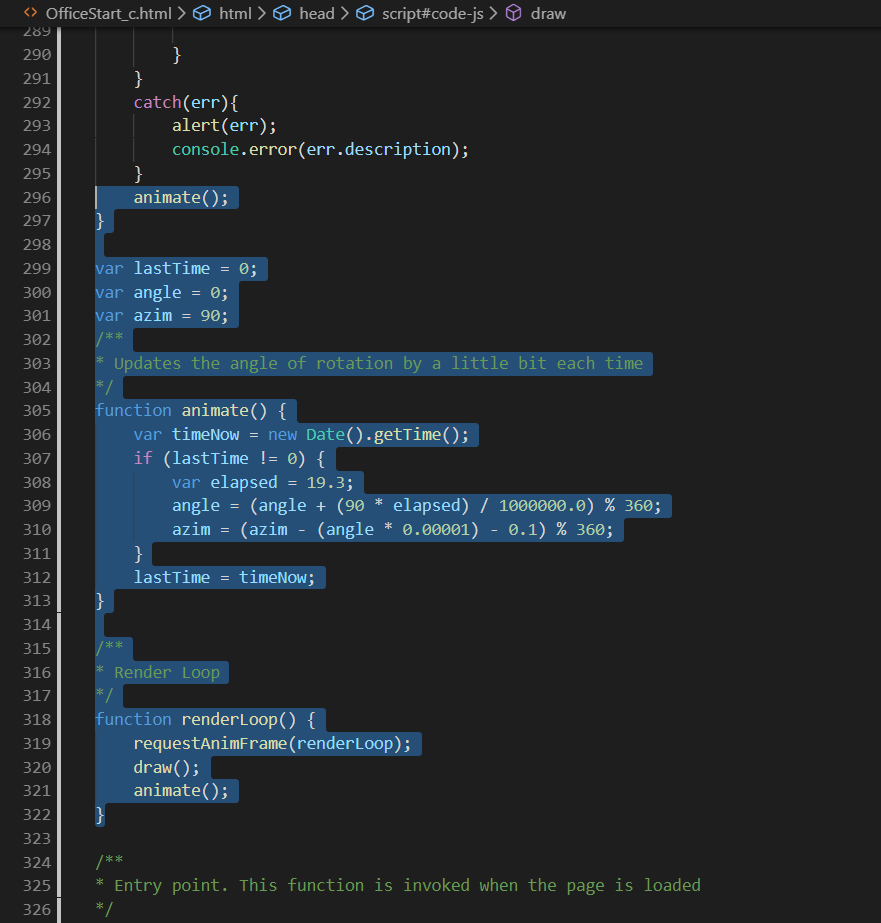 OfficeStart_c.html > html > head > script#code-js > draw
289
290 }
291 }
292 catch(err){
293 alert(err);
294 console.error(err.description);
295 }
296 animate();
297 }
298
299 var lastTime = 0;
300 var angle = 0;
301 var azim = 90;
302 /**
303 * Updates the angle of rotation by a little bit each time
304 */
305 function animate() {
306 var timeNow = new Date().getTime();
307 if (lastTime != 0) {
308 var elapsed = 19.3;
309 angle = (angle + (90 * elapsed) / 1000000.0) % 360;
310 azim = (azim - (angle * 0.00001) - 0.1) % 360;
311 }
312 lastTime = timeNow;
313 }
314
315 /**
316 * Render Loop
317 */
318 function renderLoop() {
319 requestAnimFrame(renderLoop);
320 draw();
321 animate();
322 }
323
324 /**
325 * Entry point. This function is invoked when the page is loaded
326 */